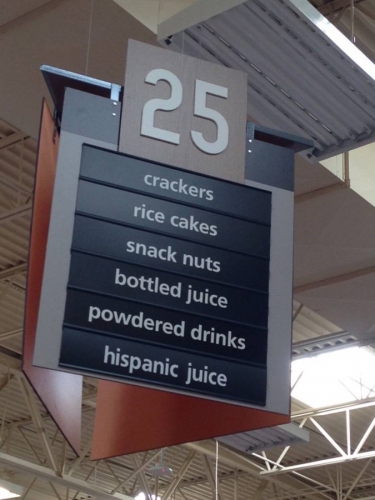 25
crackers
rice cakes
snack nuts
bottled juice
powdered drinks
hispanic juice